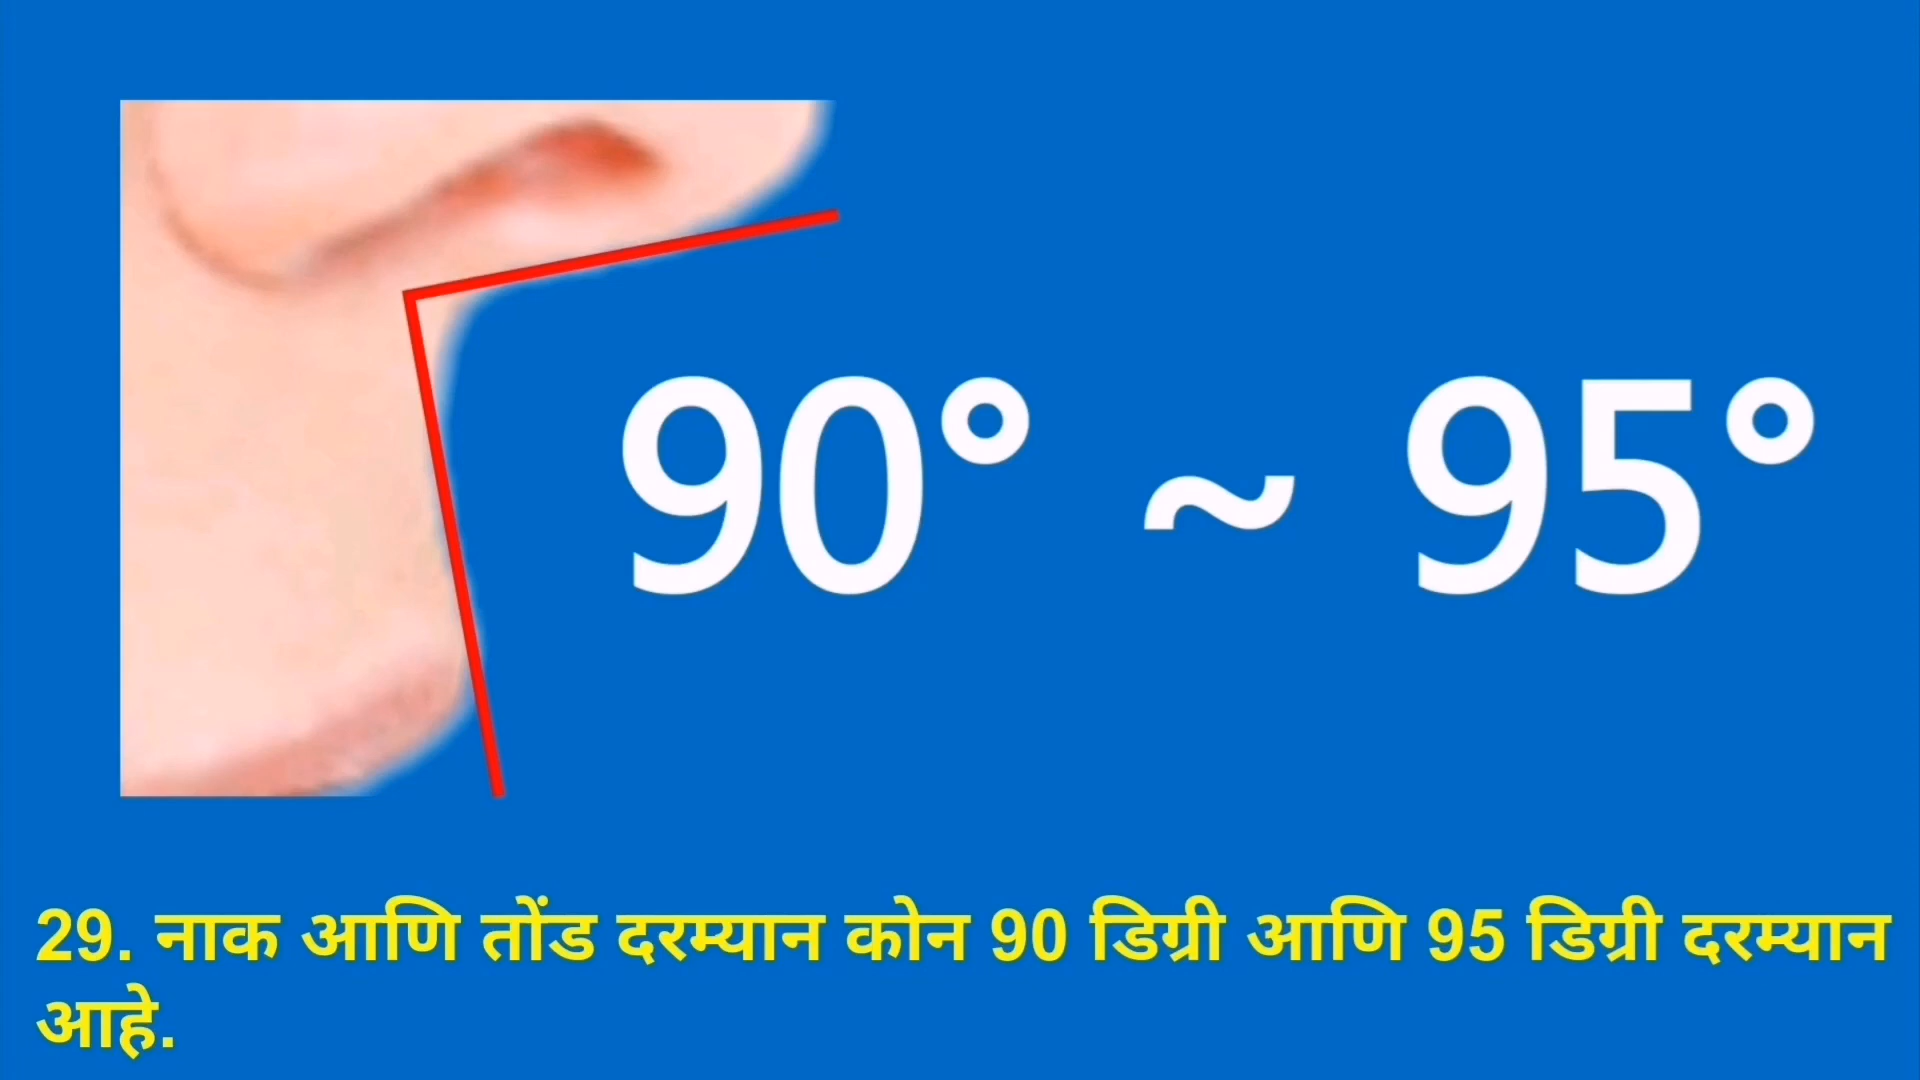 90° ~ 95°
29. नाक आणि तोंड दरम्यान कोन 90 डिग्री आणि 95 डिग्री दरम्यान
आहे.